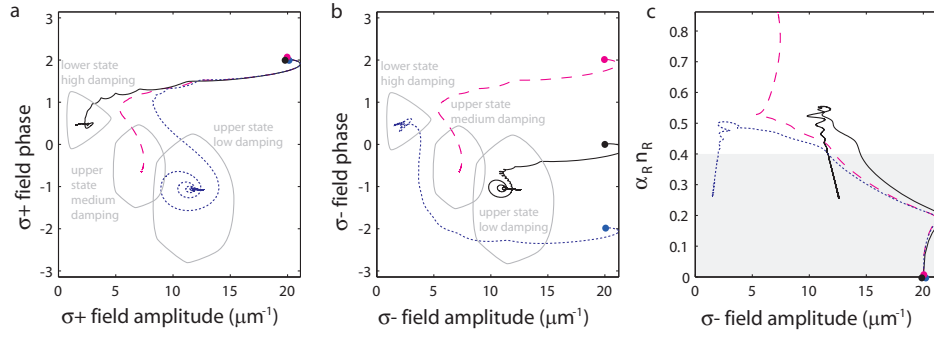 a
b
c
3
2
1
0
-1
-2
-3
0
5
10
15
20
σ+ field phase
σ+ field amplitude (μm⁻¹)
lower state
high damping)
upper state
low damping)
upper
state
medium
damping)
3
2
1
0
-1
-2
-3
0
5
10
15
20
σ- field phase
σ- field amplitude (μm⁻¹)
lower state
high damping)
upper state
medium damping)
upper state
low damping)
0.8
0.7
0.6
0.5
0.4
0.3
0.2
0.1
0
0
5
10
15
20
α_R n_R
σ- field amplitude (μm⁻¹)